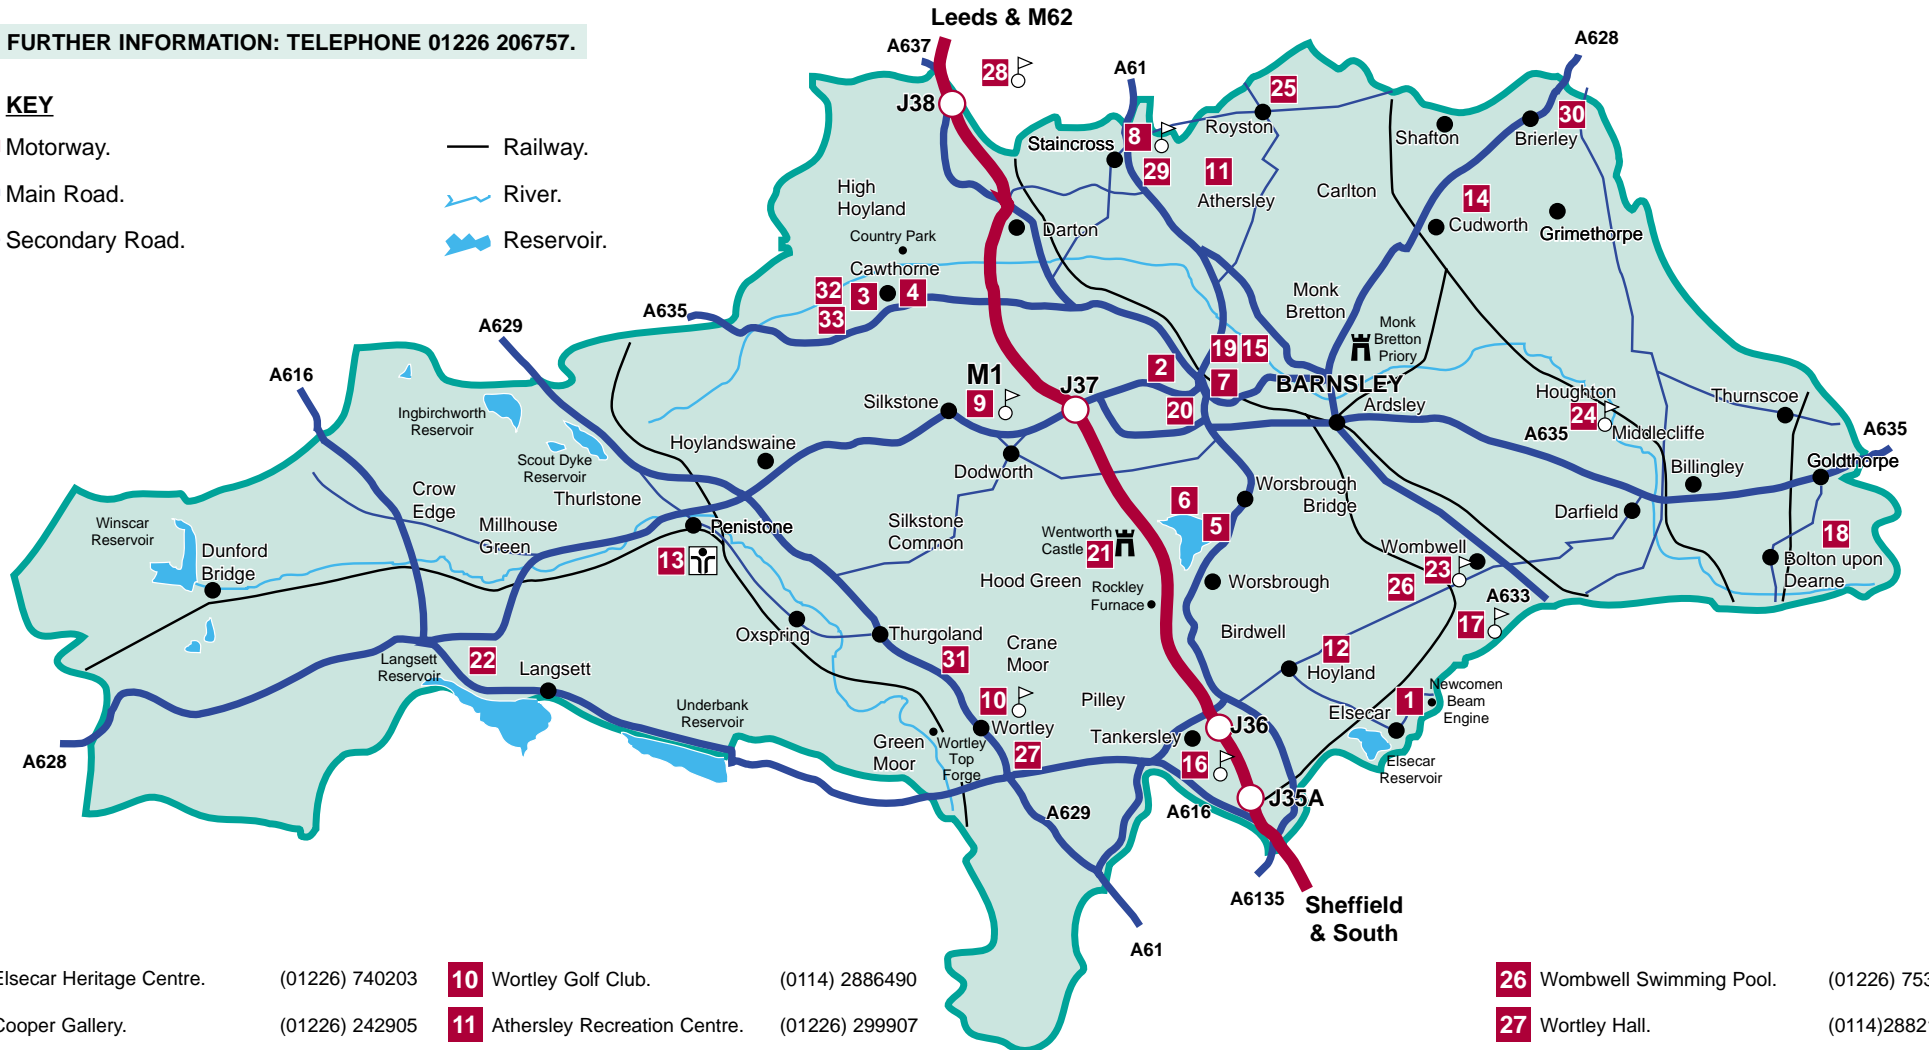 FURTHER INFORMATION: TELEPHONE 01226 206757.
KEY
Motorway.
Main Road.
Secondary Road.
Railway.
River.
Reservoir.
Leeds & M62
A637
28
J38
A61
A628
25
Royston
8
Staincross
29
11
Athersley
Shafton
30
Brierley
Carlton
14
Cudworth
Grimethorpe
High
Hoyland
Country Park
Darton
Cawthorne
32
3
4
33
A635
A629
A616
Monk
Bretton
Monk
Bretton
Priory
19
15
2
7
20
BARNSLEY
Ardsley
M1
9
J37
Silkstone
Dodworth
Houghton
24
A635
Middlecliffe
Thurnscoe
A635
Goldthorpe
Billingley
Darfield
18
Bolton upon
Dearne
Ingbirchworth
Reservoir
Scout Dyke
Reservoir
Hoylandswaine
Thurlstone
Crow
Edge
Millhouse
Green
Penistone
13
Winscar
Reservoir
Dunford
Bridge
Silkstone
Common
Wentworth
Castle
21
Hood Green
Rockley
Furnace
6
5
Worsbrough
Bridge
Worsbrough
Wombwell
23
26
A633
17
Birdwell
12
Hoyland
1
Newcomen
Beam
Engine
Elsecar
Elsecar
Reservoir
Oxspring
Thurgoland
31
Crane
Moor
10
Wortley
27
Pilley
Tankersley
16
J36
J35A
A616
Langsett
Reservoir
22
Langsett
Underbank
Reservoir
Green
Moor
Wortley
Top
Forge
A628
A629
A61
A6135
Sheffield
& South
Elsecar Heritage Centre. (01226) 740203
Cooper Gallery. (01226) 242905
10 Wortley Golf Club. (0114) 2886490
11 Athersley Recreation Centre. (01226) 299907
26 Wombwell Swimming Pool. (01226) 753
27 Wortley Hall. (0114)2882